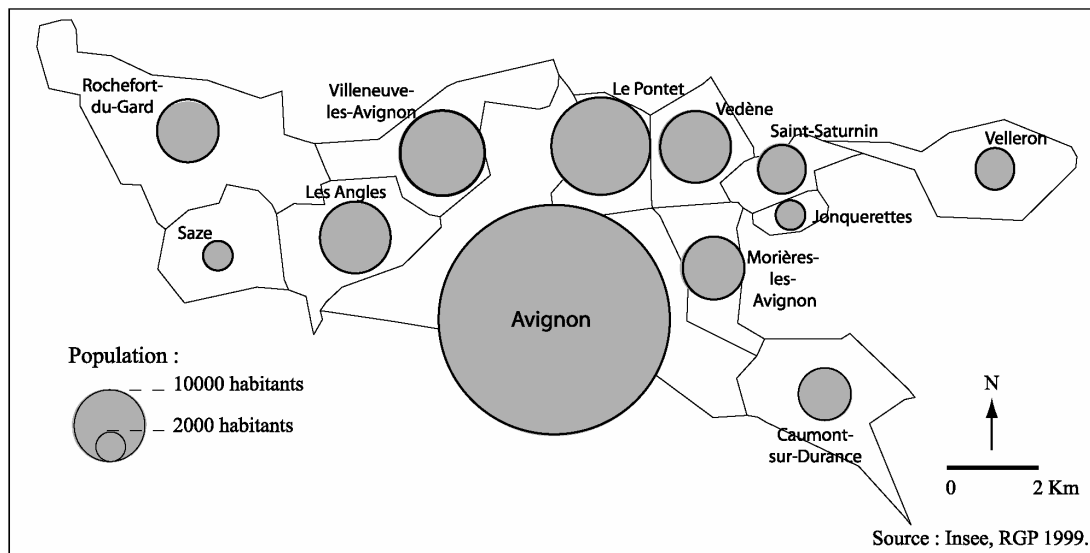 Rochefort-
du-Gard
Villeneuve-
les-Avignon
Le Pontet
Vedène
Saint-Saturnin
Velleron
Les Angles
Saze
Jonquerettes
Morières-
les-
Avignon
Avignon
Population :
10000 habitants
2000 habitants
Caumont-
sur-Durance
N
0 2 Km
Source : Insee, RGP 1999.